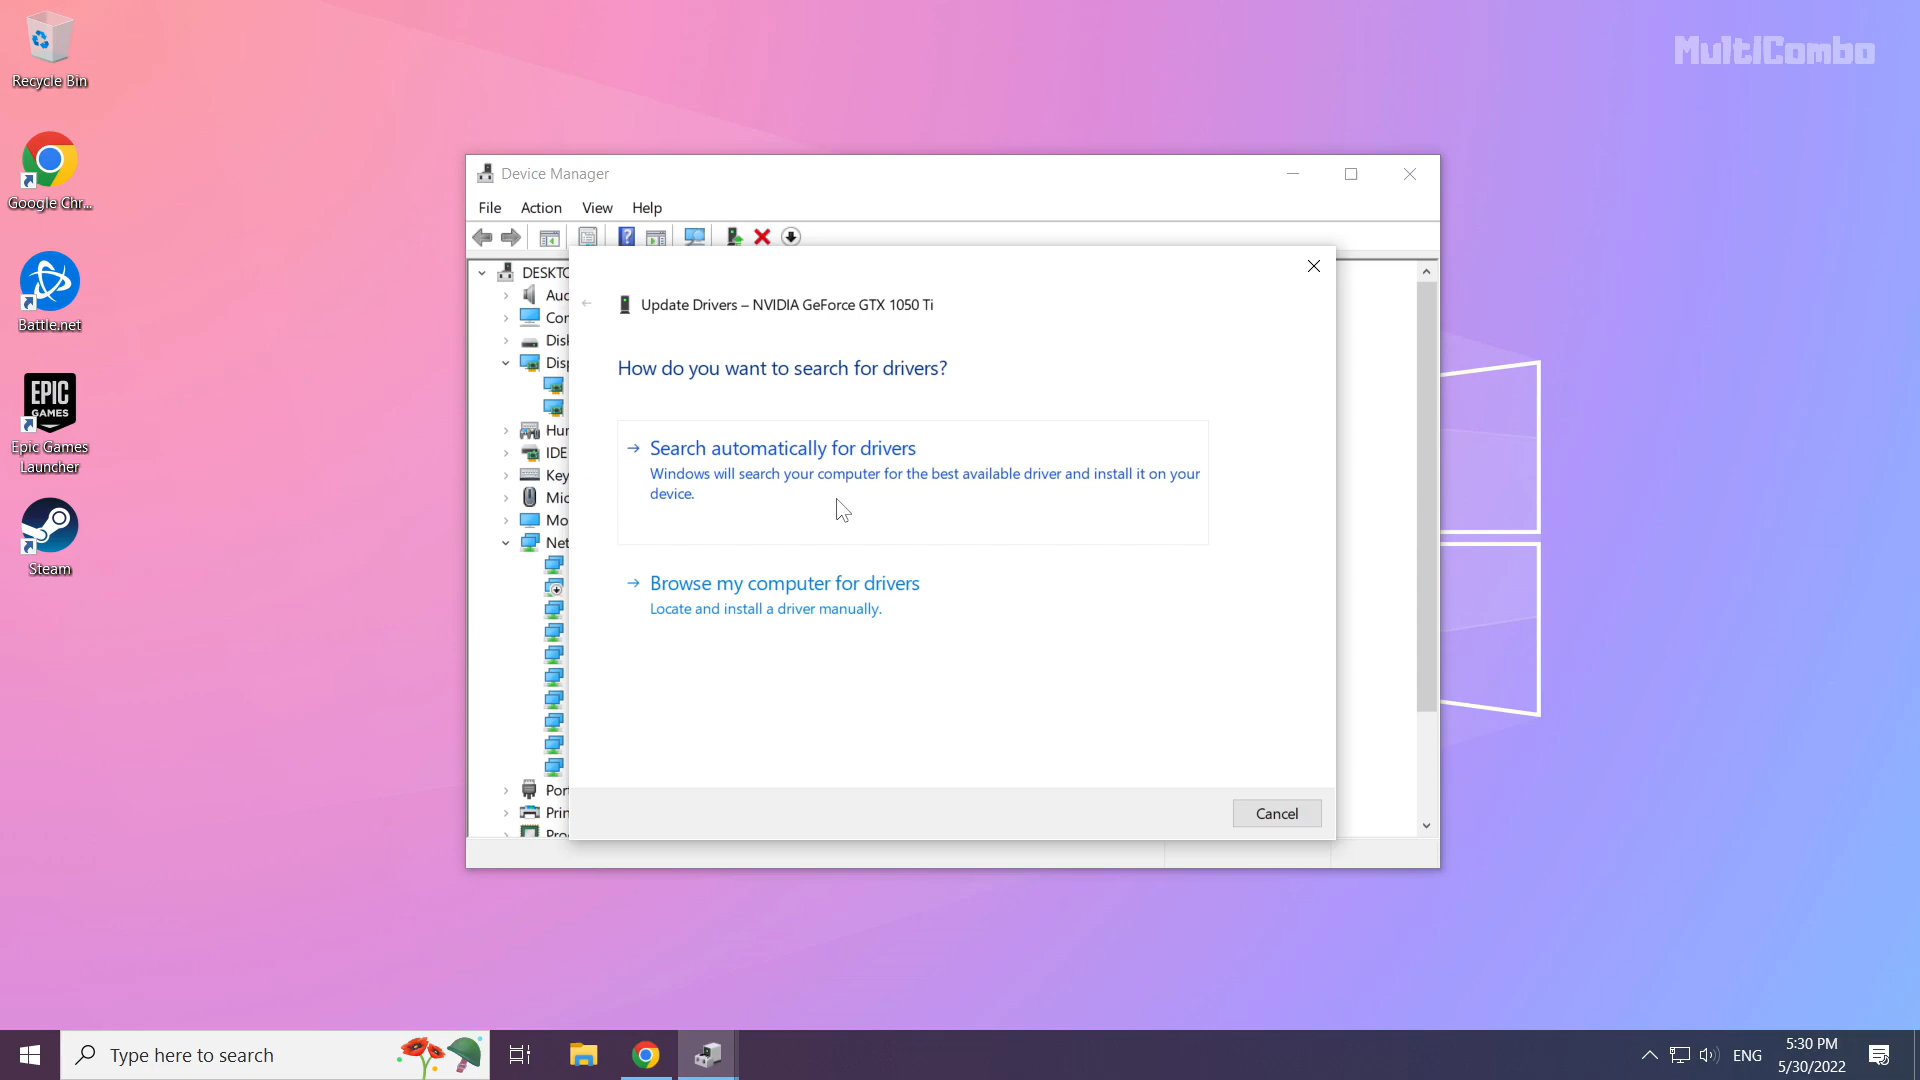 Recycle Bin
Google Chr...
Battle.net
EPIC
GAMES
Epic Games
Launcher
Steam
MultiCombo
Device Manager
File Action View Help
DESKTO
Aud
Con
Disk
Disp
Hum
IDE
Key
Mic
Mo
Net
Por
Prin
Pro
Update Drivers – NVIDIA GeForce GTX 1050 Ti
How do you want to search for drivers?
Search automatically for drivers
Windows will search your computer for the best available driver and install it on your
device.
Browse my computer for drivers
Locate and install a driver manually.
Cancel
Type here to search
ENG
5:30 PM
5/30/2022